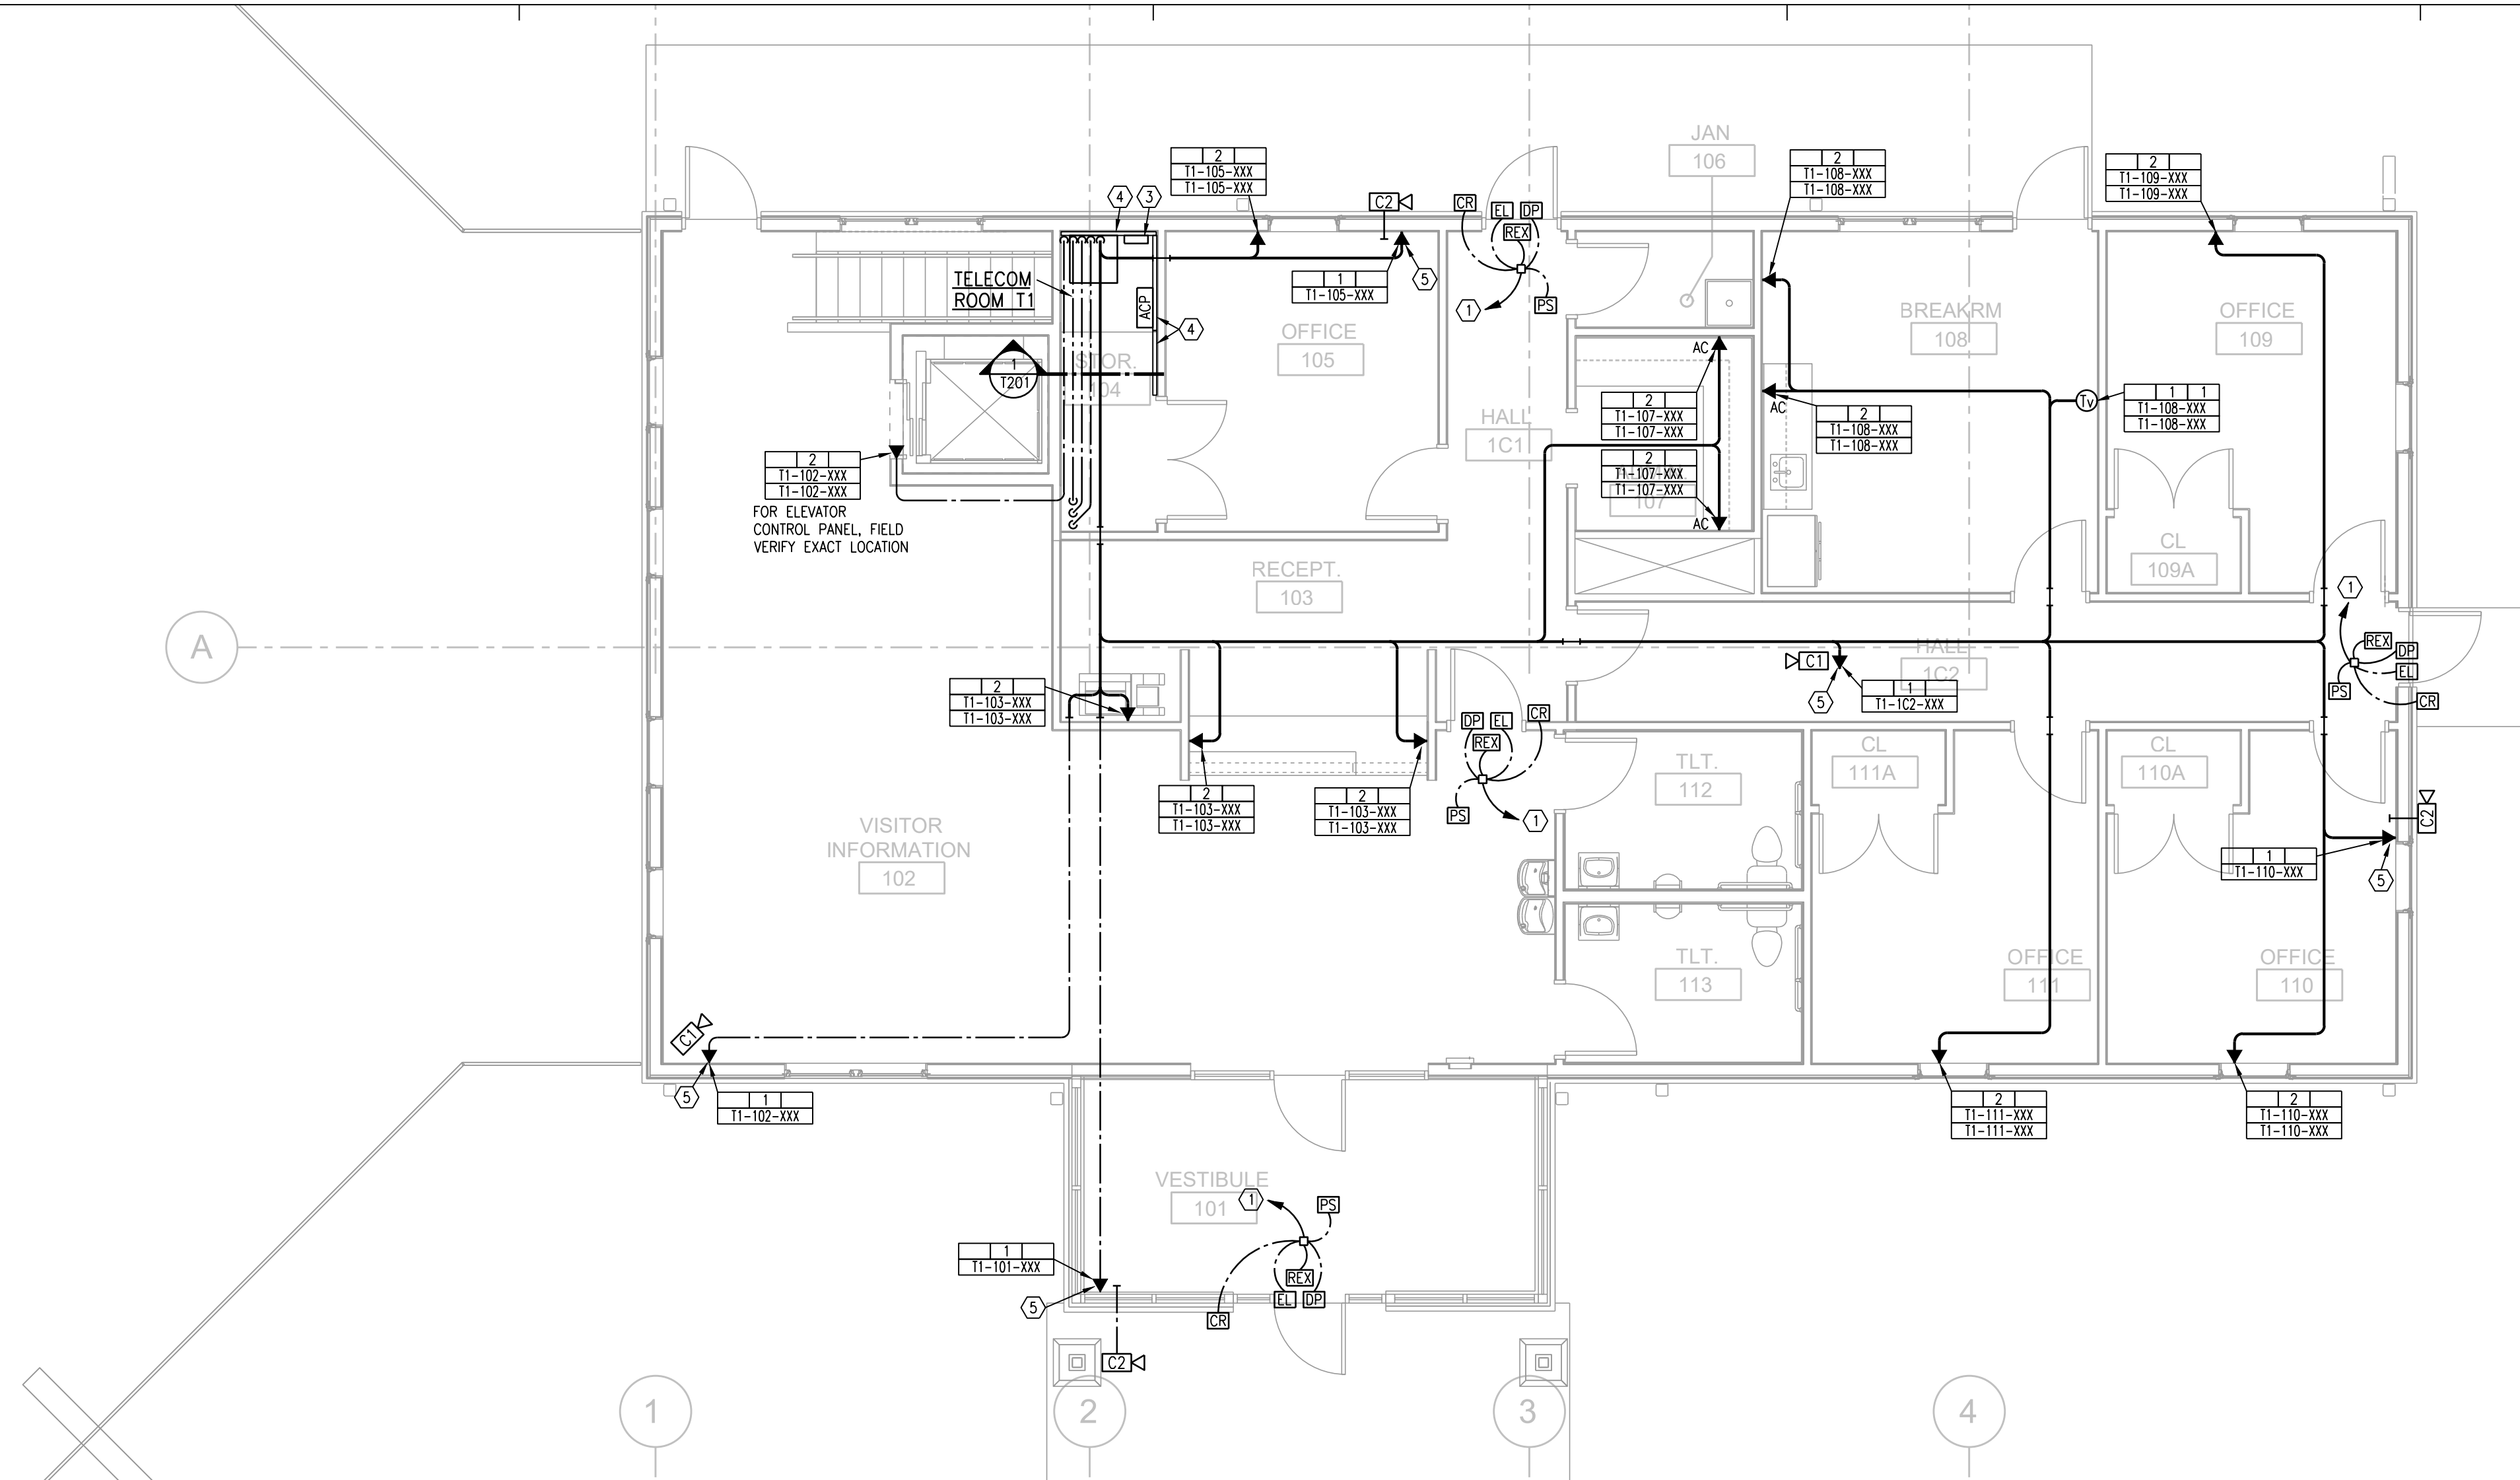 JAN
106
2
T1-105-XXX
T1-105-XXX
2
T1-108-XXX
T1-108-XXX
2
T1-109-XXX
T1-109-XXX
4
3
C2
CR
EL
DP
REX
PS
1
1
T1-105-XXX
5
TELECOM
ROOM T1
ACP
4
1
T201
STOR.
104
OFFICE
105
HALL
1C1
AC
2
T1-107-XXX
T1-107-XXX
2
T1-107-XXX
T1-107-XXX
107
AC
BREAKRM
108
AC
2
T1-108-XXX
T1-108-XXX
Tv
1 1
T1-108-XXX
T1-108-XXX
OFFICE
109
CL
109A
2
T1-102-XXX
T1-102-XXX
FOR ELEVATOR
CONTROL PANEL, FIELD
VERIFY EXACT LOCATION
RECEPT.
103
A
1
REX
DP
EL
PS
CR
C1
5
1
T1-1C2-XXX
HALL
1C2
2
T1-103-XXX
T1-103-XXX
DP
EL
CR
REX
PS
1
2
T1-103-XXX
T1-103-XXX
2
T1-103-XXX
T1-103-XXX
TLT.
112
CL
111A
CL
110A
C2
1
T1-110-XXX
5
VISITOR
INFORMATION
102
TLT.
113
OFFICE
111
OFFICE
110
C1
5
1
T1-102-XXX
2
T1-111-XXX
T1-111-XXX
2
T1-110-XXX
T1-110-XXX
VESTIBULE
101
1
PS
REX
EL
DP
CR
1
T1-101-XXX
5
C2
1
2
3
4